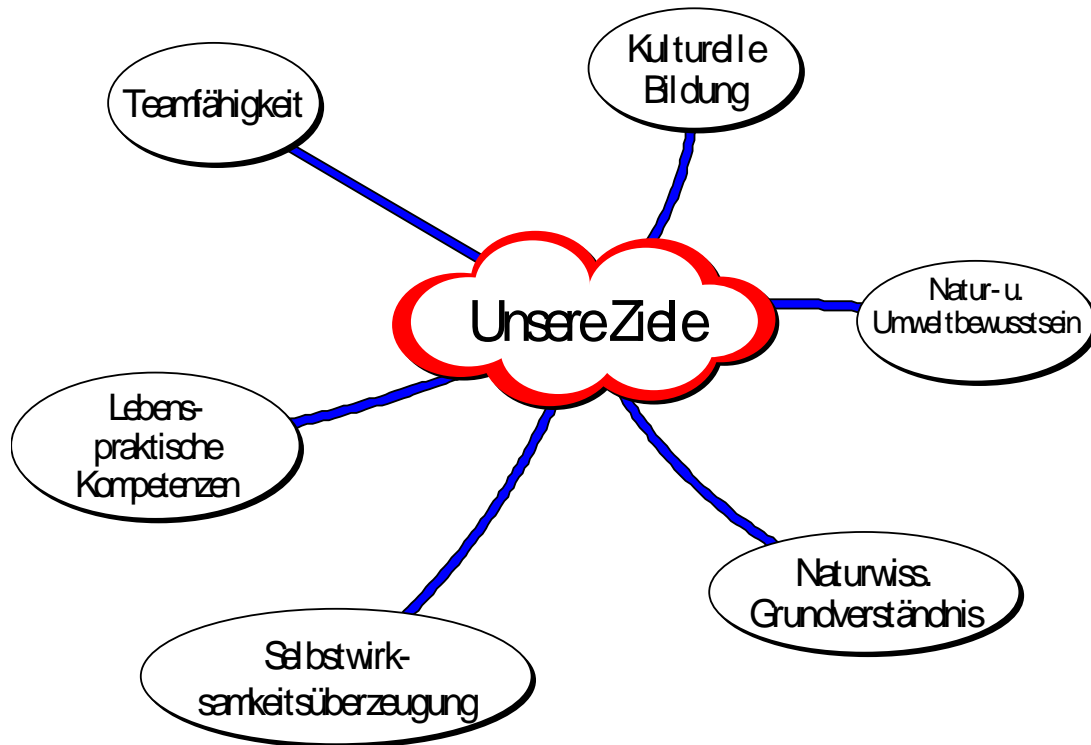 Kulturelle
Bildung
Teamfähigkeit
Unsere Ziele
Natur- u.
Umweltbewusstsein
Lebens-
praktische
Kompetenzen
Naturwiss.
Grundverständnis
Selbstwirk-
samkeitsüberzeugung